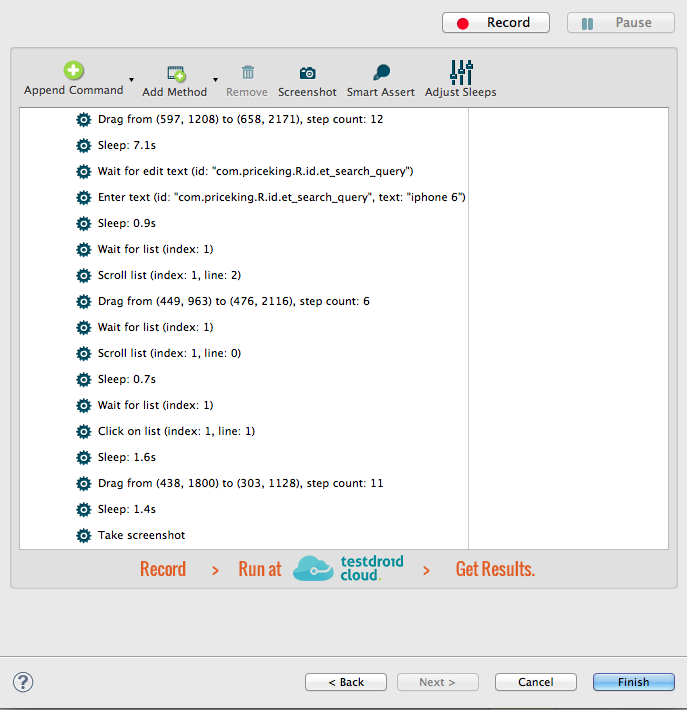 Record
Pause
Append Command
Add Method
Remove
Screenshot
Smart Assert
Adjust Sleeps
Drag from (597, 1208) to (658, 2171), step count: 12
Sleep: 7.1s
Wait for edit text (id: "com.priceking.R.id.et_search_query")
Enter text (id: "com.priceking.R.id.et_search_query", text: "iphone 6")
Sleep: 0.9s
Wait for list (index: 1)
Scroll list (index: 1, line: 2)
Drag from (449, 963) to (476, 2116), step count: 6
Wait for list (index: 1)
Scroll list (index: 1, line: 0)
Sleep: 0.7s
Wait for list (index: 1)
Click on list (index: 1, line: 1)
Sleep: 1.6s
Drag from (438, 1800) to (303, 1128), step count: 11
Sleep: 1.4s
Take screenshot
Record > Run at testdroid cloud. > Get Results.
?
< Back
Next >
Cancel
Finish